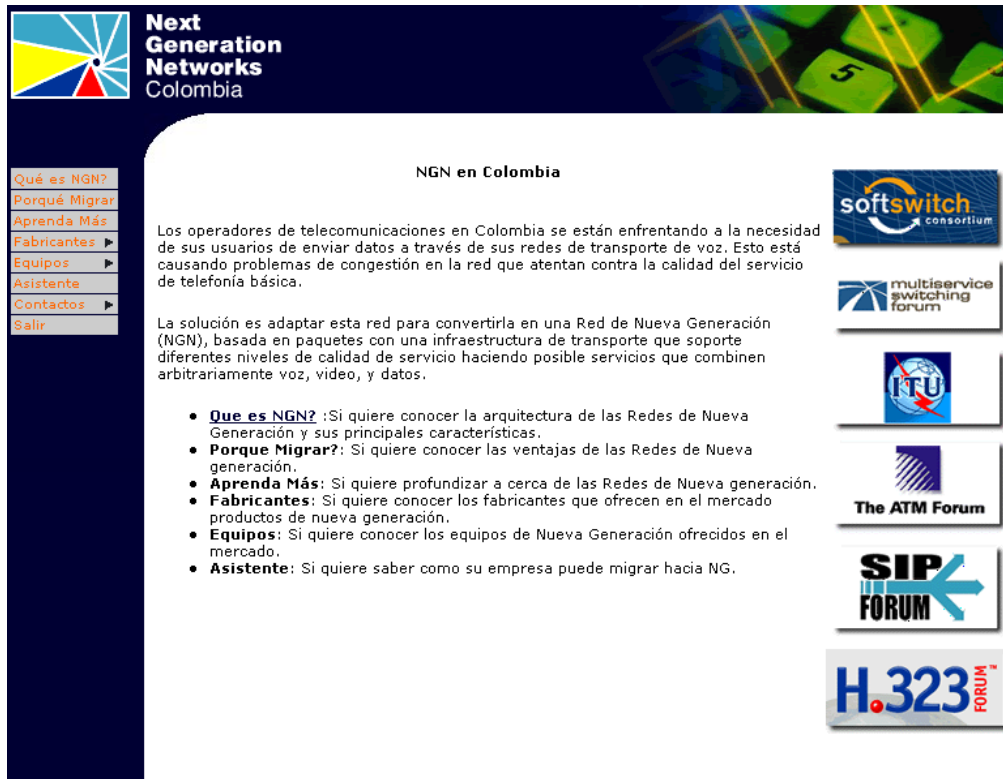 Next
Generation
Networks
Colombia
5
Qué es NGN?
Porqué Migrar
Aprenda Más
Fabricantes
Equipos
Asistente
Contactos
Salir
NGN en Colombia
Los operadores de telecomunicaciones en Colombia se están enfrentando a la necesidad
de sus usuarios de enviar datos a través de sus redes de transporte de voz. Esto está
causando problemas de congestión en la red que atentan contra la calidad del servicio
de telefonía básica.
La solución es adaptar esta red para convertirla en una Red de Nueva Generación
(NGN), basada en paquetes con una infraestructura de transporte que soporte
diferentes niveles de calidad de servicio haciendo posible servicios que combinen
arbitrariamente voz, video, y datos.
● Que es NGN? :Si quiere conocer la arquitectura de las Redes de Nueva
Generación y sus principales características.
● Porque Migrar?: Si quiere conocer las ventajas de las Redes de Nueva
generación.
● Aprenda Más: Si quiere profundizar a cerca de las Redes de Nueva generación.
● Fabricantes: Si quiere conocer los fabricantes que ofrecen en el mercado
productos de nueva generación.
● Equipos: Si quiere conocer los equipos de Nueva Generación ofrecidos en el
mercado.
● Asistente: Si quiere saber como su empresa puede migrar hacia NG.
softswitch
consortium
multiservice
switching
forum
ITU
The ATM Forum
SIP
FORUM
H.323 FORUM™